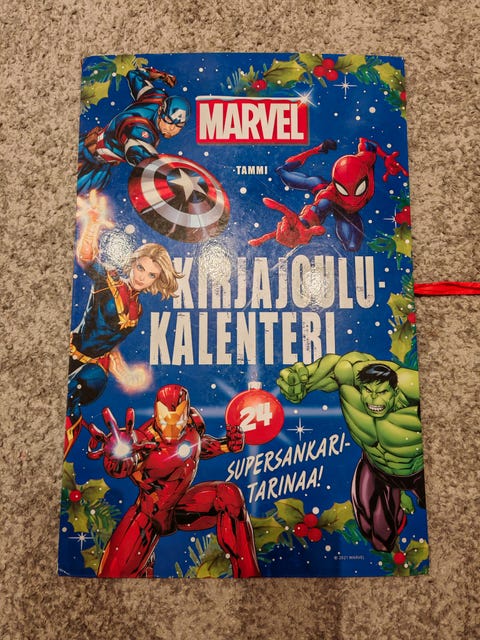 MARVEL
TAMMI
KIRJAJOULU-
KALENTERI
24
SUPERSANKARI-
TARINAA!
© 2021 MARVEL